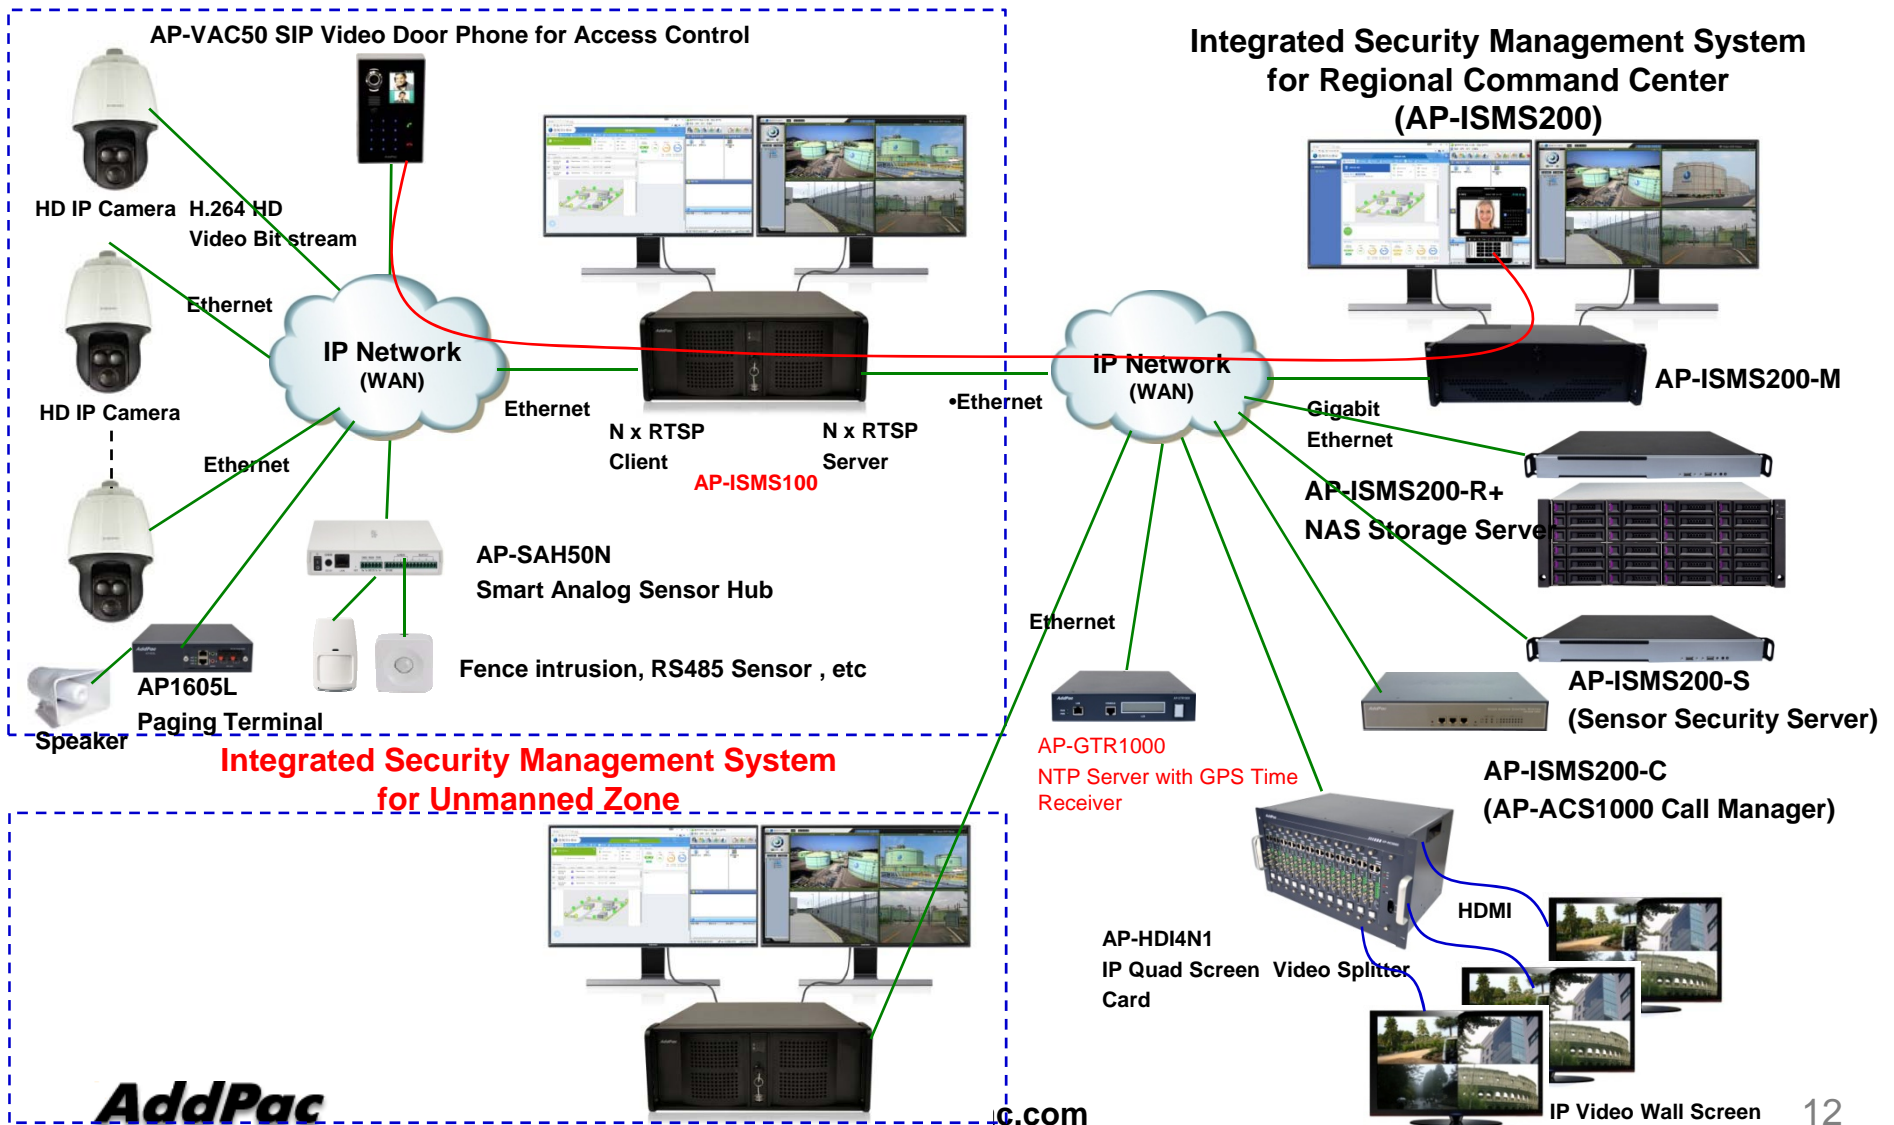 AP-VAC50 SIP Video Door Phone for Access Control
Integrated Security Management System
for Regional Command Center
(AP-ISMS200)
HD IP Camera
H.264 HD
Video Bit stream
Ethernet
IP Network
(WAN)
HD IP Camera
Ethernet
Ethernet
N x RTSP
Client
N x RTSP
Server
AP-ISMS100
•Ethernet
IP Network
(WAN)
AP-ISMS200-M
Gigabit
Ethernet
AP-ISMS200-R+
NAS Storage Server
AP-SAH50N
Smart Analog Sensor Hub
Fence intrusion, RS485 Sensor , etc
AddPac
AP1605L
Paging Terminal
Speaker
Ethernet
AP-GTR1000
NTP Server with GPS Time
Receiver
AP-ISMS200-S
(Sensor Security Server)
AP-ISMS200-C
(AP-ACS1000 Call Manager)
Integrated Security Management System
for Unmanned Zone
HDMI
AP-HDI4N1
IP Quad Screen Video Splitter
Card
IP Video Wall Screen
AddPac
c.com
12